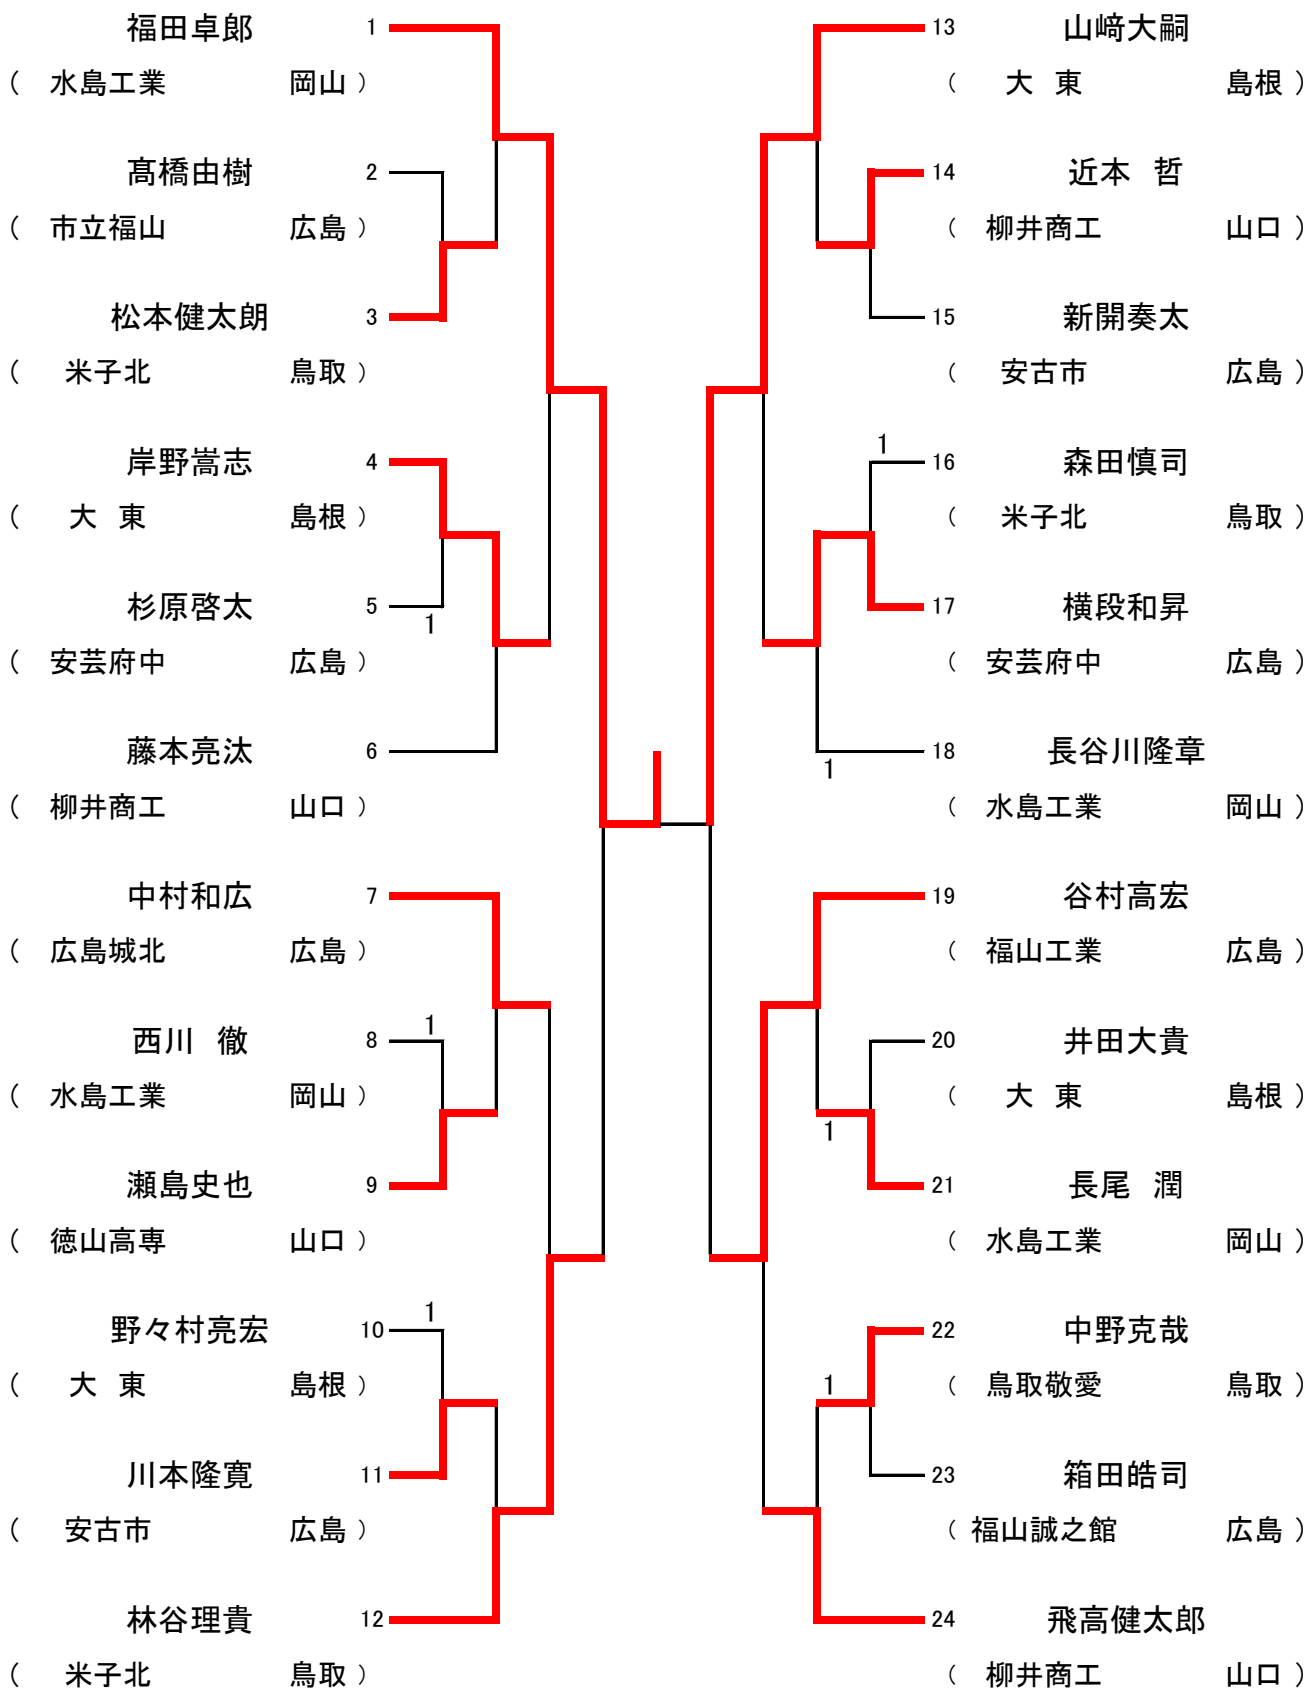 福田卓郎 1
( 水島工業 岡山 )
髙橋由樹 2
( 市立福山 広島 )
松本健太朗 3
( 米子北 鳥取 )
岸野嵩志 4
( 大 東 島根 )
杉原啓太 5
1
( 安芸府中 広島 )
藤本亮汰 6
( 柳井商工 山口 )
中村和広 7
( 広島城北 広島 )
1
西川 徹 8
( 水島工業 岡山 )
瀬島史也 9
( 徳山高専 山口 )
1
野々村亮宏 10
( 大 東 島根 )
川本隆寛 11
( 安古市 広島 )
林谷理貴 12
( 米子北 鳥取 )
13 山﨑大嗣
( 大 東 島根 )
14 近本 哲
( 柳井商工 山口 )
15 新開奏太
( 安古市 広島 )
1
16 森田慎司
( 米子北 鳥取 )
17 横段和昇
( 安芸府中 広島 )
18 長谷川隆章
1
( 水島工業 岡山 )
19 谷村高宏
( 福山工業 広島 )
20 井田大貴
( 大 東 島根 )
1
21 長尾 潤
( 水島工業 岡山 )
22 中野克哉
1
( 鳥取敬愛 鳥取 )
23 箱田皓司
( 福山誠之館 広島 )
24 飛高健太郎
( 柳井商工 山口 )